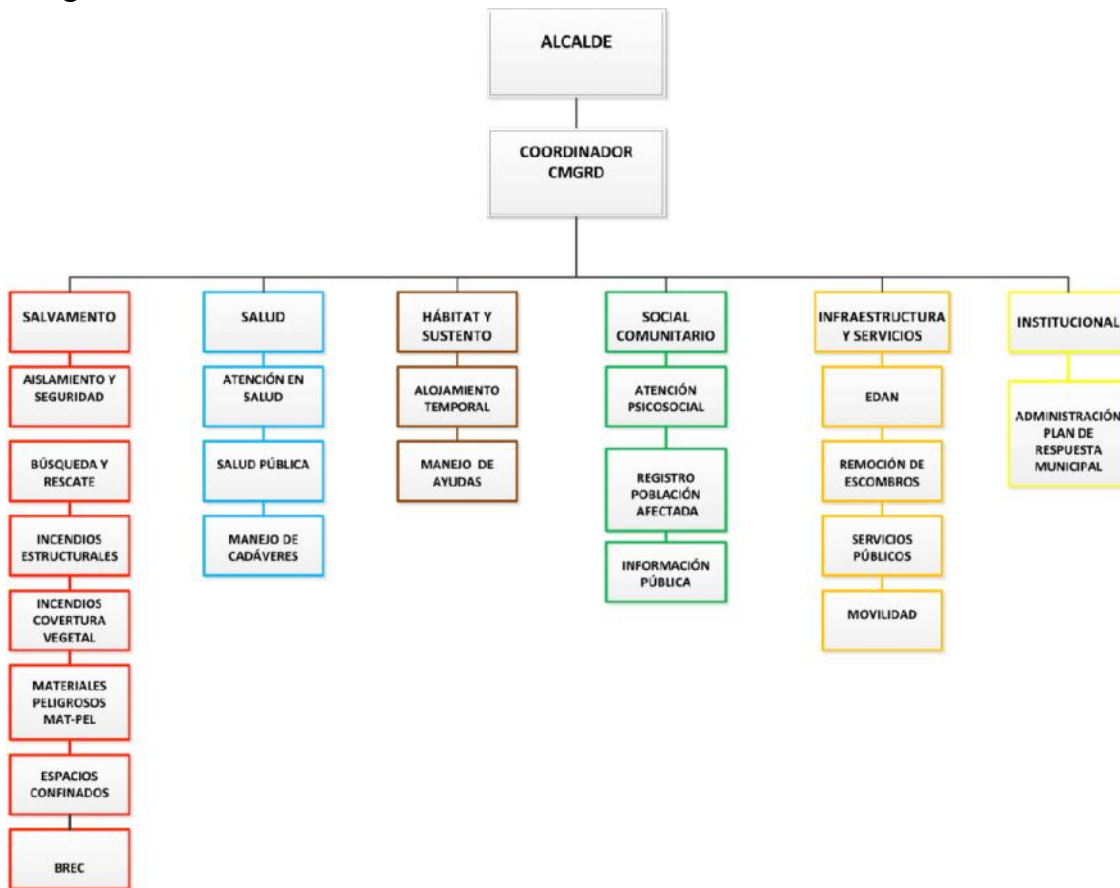 ALCALDE
COORDINADOR
CMGRD
SALVAMENTO
AISLAMIENTO Y
SEGURIDAD
BÚSQUEDA Y
RESCATE
INCENDIOS
ESTRUCTURALES
INCENDIOS
COVERTURA
VEGETAL
MATERIALES
PELIGROSOS
MAT-PEL
ESPACIOS
CONFINADOS
BREC
SALUD
ATENCIÓN EN
SALUD
SALUD PÚBLICA
MANEJO DE
CADÁVERES
HÁBITAT Y
SUSTENTO
ALOJAMIENTO
TEMPORAL
MANEJO DE
AYUDAS
SOCIAL
COMUNITARIO
ATENCIÓN
PSICOSOCIAL
REGISTRO
POBLACIÓN
AFECTADA
INFORMACIÓN
PÚBLICA
INFRAESTRUCTURA
Y SERVICIOS
EDAN
REMOCIÓN DE
ESCOMBROS
SERVICIOS
PÚBLICOS
MOVILIDAD
INSTITUCIONAL
ADMINISTRACIÓN
PLAN DE
RESPUESTA
MUNICIPAL